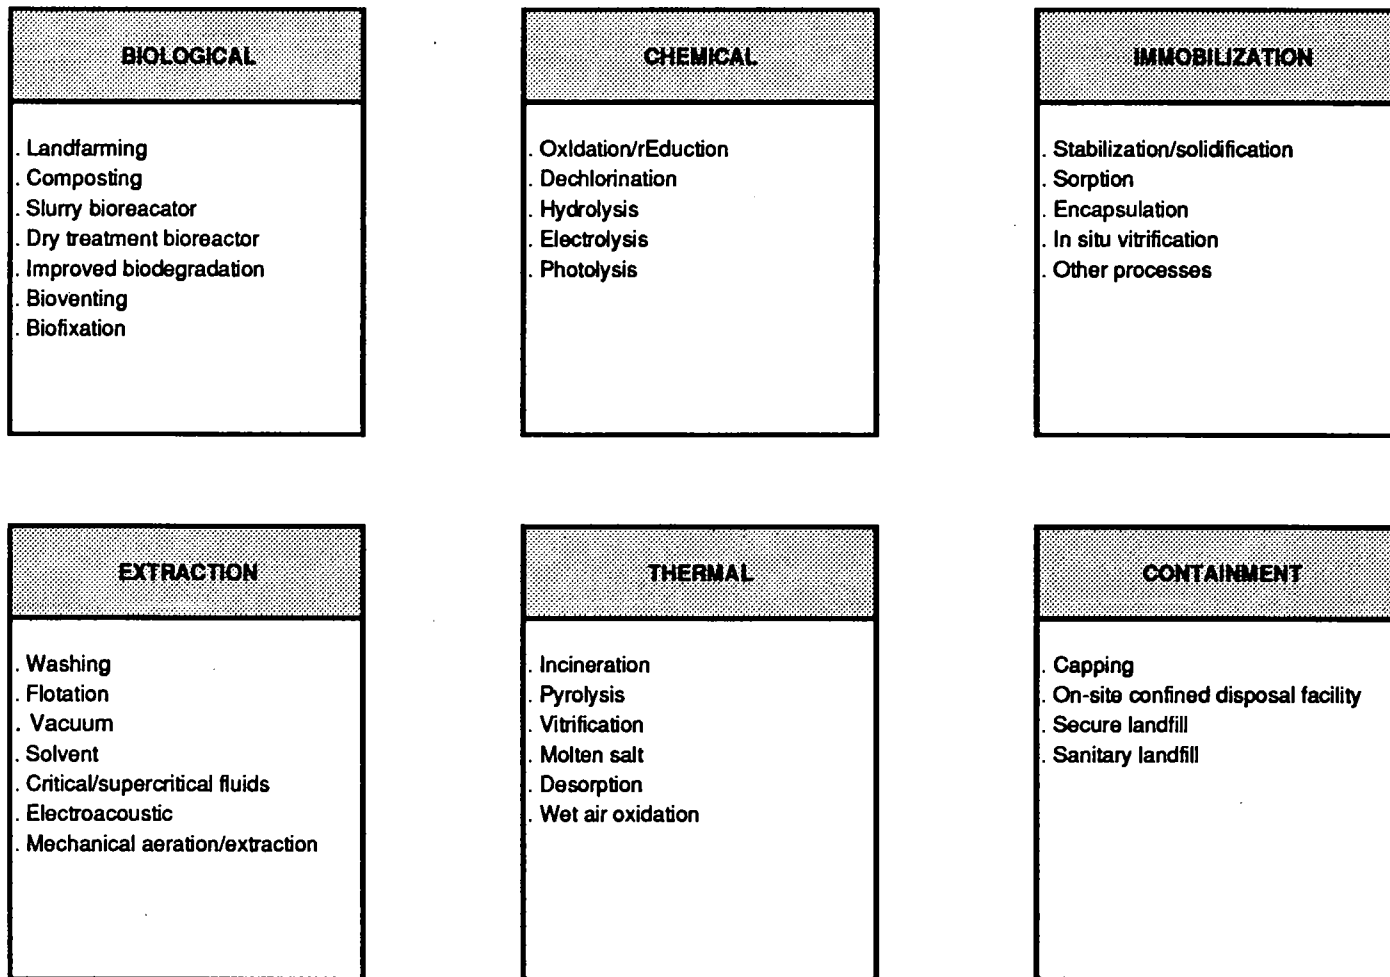 BIOLOGICAL
. Landfarming
. Composting
. Slurry bioreacator
. Dry treatment bioreactor
. Improved biodegradation
. Bioventing
. Biofixation
CHEMICAL
. OxIdation/rEduction
. Dechlorination
. Hydrolysis
. Electrolysis
. Photolysis
IMMOBILIZATION
. Stabilization/solidification
. Sorption
. Encapsulation
. In situ vitrification
. Other processes
EXTRACTION
. Washing
. Flotation
. Vacuum
. Solvent
. Critical/supercritical fluids
. Electroacoustic
. Mechanical aeration/extraction
THERMAL
. Incineration
. Pyrolysis
. Vitrification
. Molten salt
. Desorption
. Wet air oxidation
CONTAINMENT
. Capping
. On-site confined disposal facility
. Secure landfill
. Sanitary landfill